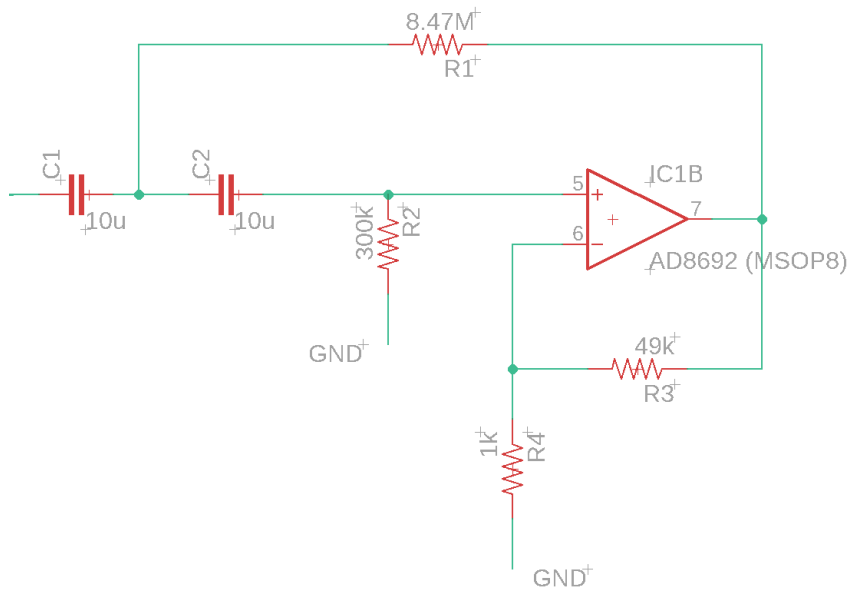 8.47M
R1
C1
10u
C2
10u
300k
R2
GND
5
6
7
IC1B
AD8692 (MSOP8)
49k
R3
1k
R4
GND